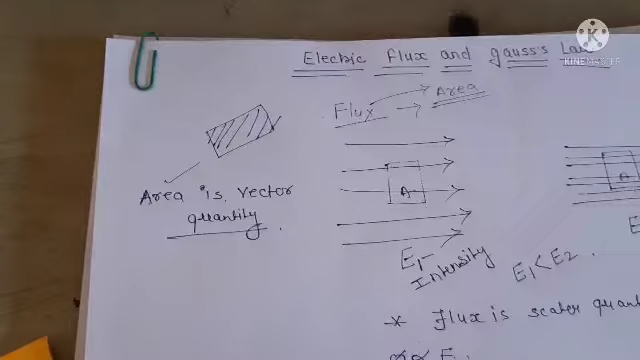 Electric Flux and gauss's Law
KINEMASTER
Flux → Area
Area is vector
quantity.
A
A
E1-
Intensity
E1 < E2.
* Flux is scaler quant